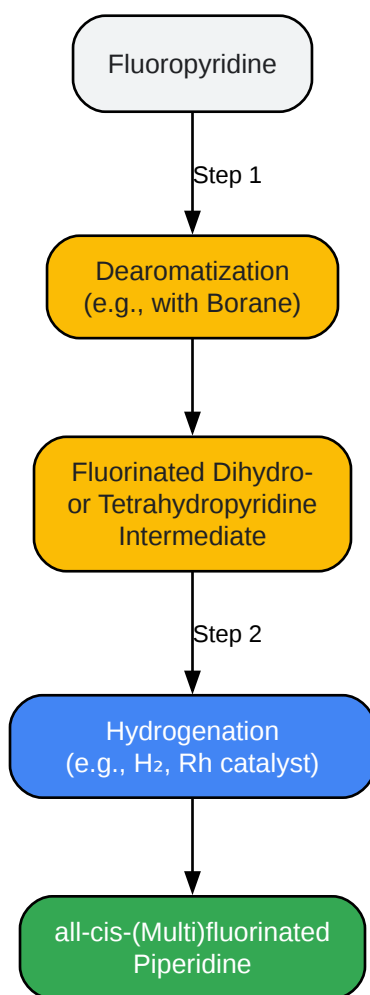 Fluoropyridine
Step 1
Dearomatization
(e.g., with Borane)
Fluorinated Dihydro-
or Tetrahydropyridine
Intermediate
Step 2
Hydrogenation
(e.g., H₂, Rh catalyst)
all-cis-(Multi)fluorinated
Piperidine